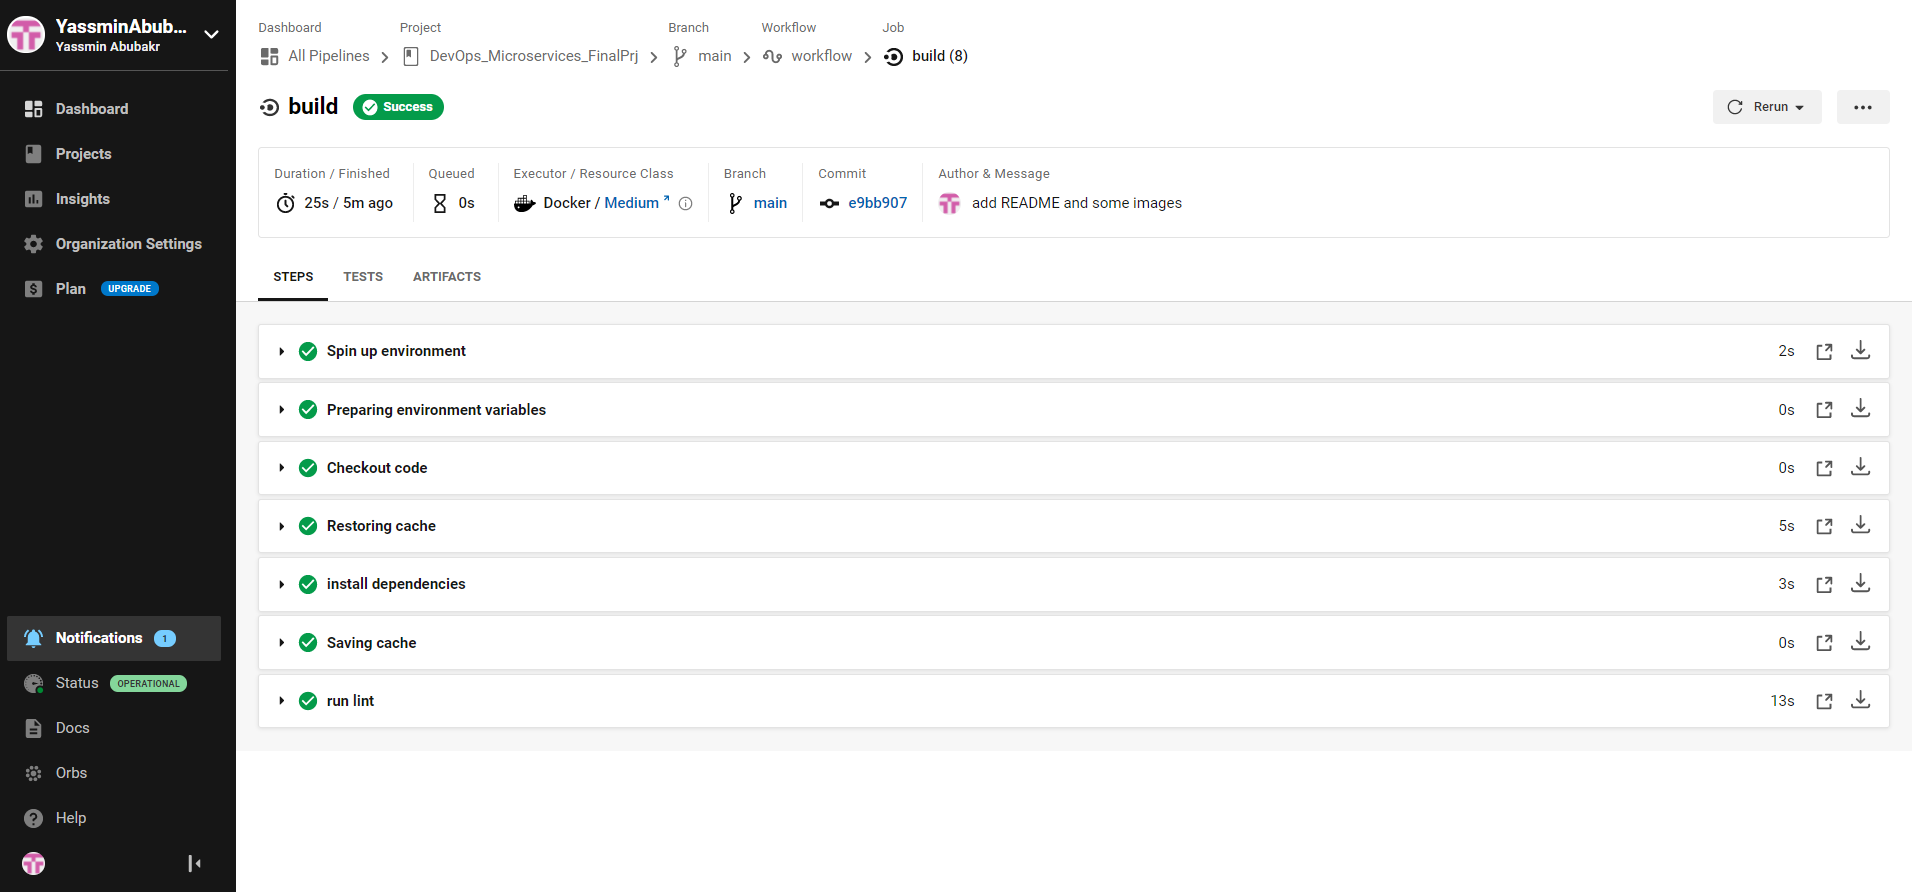 YassminAbub...
Yassmin Abubakr
Dashboard
Projects
Insights
Organization Settings
Plan UPGRADE
Notifications 1
Status OPERATIONAL
Docs
Orbs
Help
Dashboard Project Branch Workflow Job
All Pipelines DevOps_Microservices_FinalPrj main workflow build (8)
build Success Rerun
Duration / Finished Queued Executor / Resource Class Branch Commit Author & Message
25s / 5m ago 0s Docker / Medium main e9bb907 add README and some images
STEPS TESTS ARTIFACTS
Spin up environment 2s
Preparing environment variables 0s
Checkout code 0s
Restoring cache 5s
install dependencies 3s
Saving cache 0s
run lint 13s